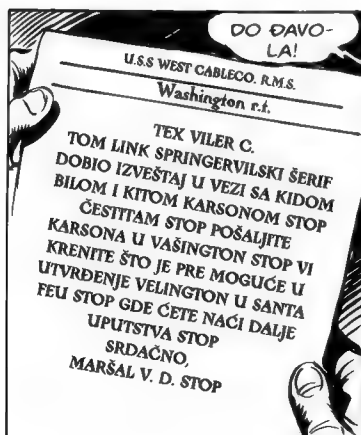 DO ĐAVO-
LA!
U.S.S WEST CABLECO. R.M.S.
Washington r.t.
TEX VILER C.
TOM LINK SPRINGERVILSKI ŠERIF
DOBIO IZVEŠTAJ U VEZI SA KIDOM
BILOM I KITOM KARSONOM STOP
ČESTITAM STOP POŠALJITE
KARSONA U VAŠINGTON STOP VI
KRENITE ŠTO JE PRE MOGUĆE U
UTVRĐENJE VELINGTON U SANTA
FEU STOP GDE ĆETE NAĆI DALJE
UPUTSTVA STOP
SRDAČNO,
MARŠAL V. D. STOP